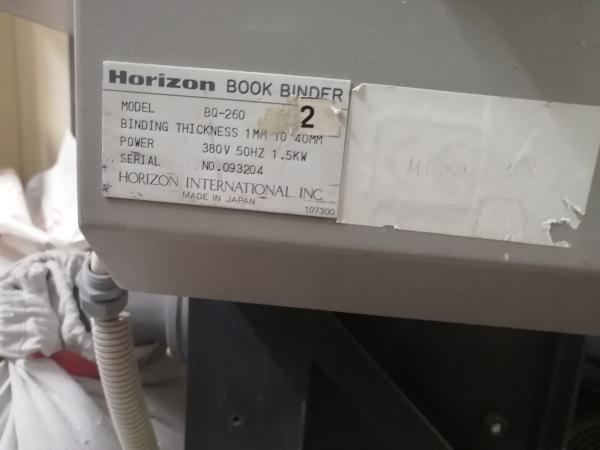 Horizon BOOK BINDER
MODEL BQ-260
2
BINDING THICKNESS 1MM TO 40MM
POWER 380V 50HZ 1.5KW
SERIAL NO.093204
HORIZON INTERNATIONAL. INC.
MADE IN JAPAN
107300